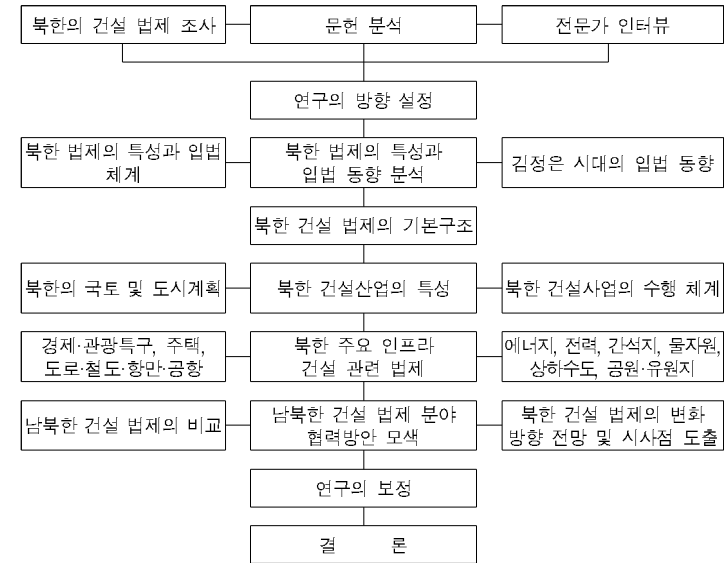 북한의 건설 법제 조사
문헌 분석
전문가 인터뷰
연구의 방향 설정
북한 법제의 특성과 입법
체계
북한 법제의 특성과
입법 동향 분석
김정은 시대의 입법 동향
북한 건설 법제의 기본구조
북한의 국토 및 도시계획
북한 건설산업의 특성
북한 건설사업의 수행 체계
경제·관광특구, 주택,
도로·철도·항만·공항
북한 주요 인프라
건설 관련 법제
에너지, 전력, 간석지, 물자원,
상하수도, 공원·유원지
남북한 건설 법제의 비교
남북한 건설 법제 분야
협력방안 모색
북한 건설 법제의 변화
방향 전망 및 시사점 도출
연구의 보정
결 론